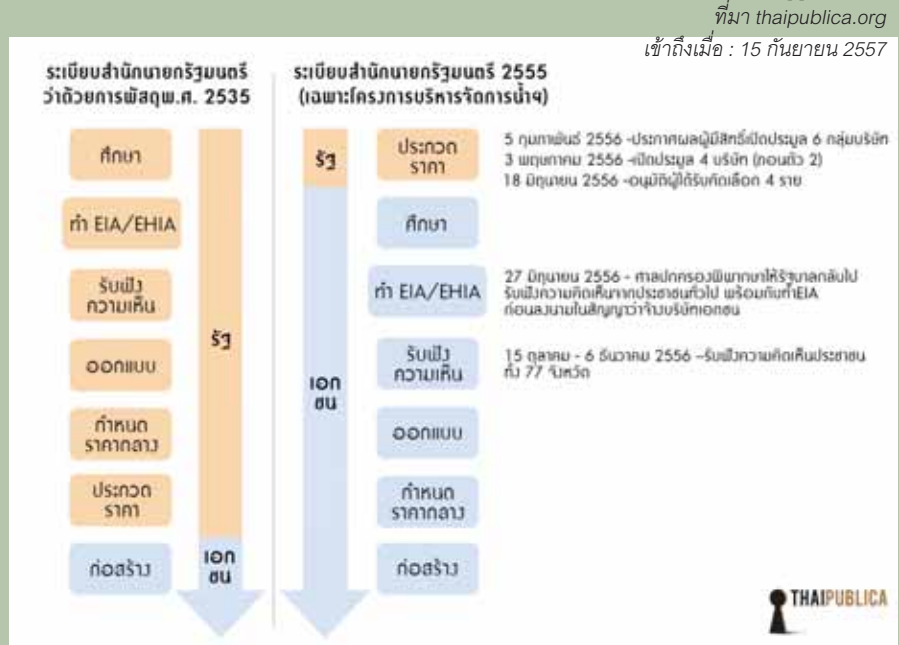 ที่มา thaipublica.org
เข้าถึงเมื่อ : 15 กันยายน 2557
ระเบียบสำนักนายกรัฐมนตรี
ว่าด้วยการพัสดุพ.ศ. 2535
ศึกษา
ทำ EIA/EHIA
รับฟัง
ความเห็น
ออกแบบ
กำหนด
ราคากลาง
ประกวด
ราคา
ก่อสร้าง
รัฐ
เอก
ชน
ระเบียบสำนักนายกรัฐมนตรี 2555
(เฉพาะโครงการบริหารจัดการน้ำฯ)
รัฐ
เอก
ชน
ประกวด
ราคา
5 กุมภาพันธ์ 2556 -ประกาศผลผู้มีสิทธิ์เปิดประมูล 6 กลุ่มบริษัท
3 พฤษภาคม 2556 -เปิดประมูล 4 บริษัท (ถอนตัว 2)
18 มิถุนายน 2556 -อนุมัติผู้ได้รับคัดเลือก 4 ราย
ศึกษา
ทำ EIA/EHIA
27 มิถุนายน 2556 - ศาลปกครองพิพากษาให้รัฐบาลกลับไป
รับฟังความคิดเห็นจากประชาชนทั่วไป พร้อมกับทำEIA
ก่อนลงนามในสัญญาว่าจ้างบริษัทเอกชน
รับฟัง
ความเห็น
15 ตุลาคม - 6 ธันวาคม 2556 –รับฟังความคิดเห็นประชาชน
ทั้ง 77 จังหวัด
ออกแบบ
กำหนด
ราคากลาง
ก่อสร้าง
THAIPUBLICA